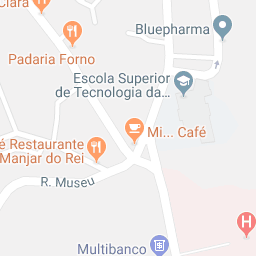 Clara
Bluepharma
Padaria Forno
Escola Superior
de Tecnologia da...
Mi... Café
é Restaurante
Manjar do Rei
R. Museu
H
Multibanco